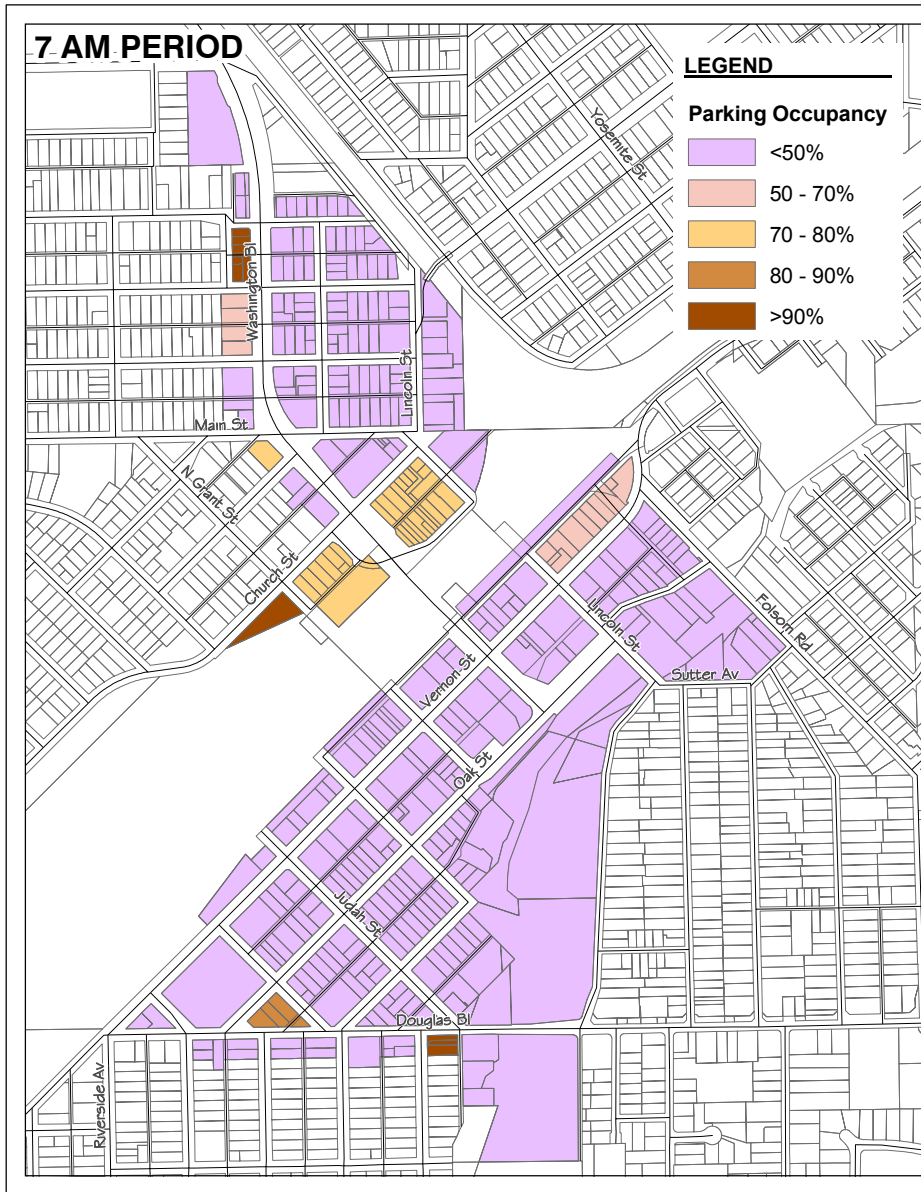 7 AM PERIOD
LEGEND
Parking Occupancy
<50%
50 - 70%
70 - 80%
80 - 90%
>90%
Yosemite St
Washington Bl
Lincoln St
Main St
N Grant St
Church St
Lincoln St
Folsom Rd
Sutter Av
Vernon St
Oak St
Judah St
Douglas Bl
Riverside Av